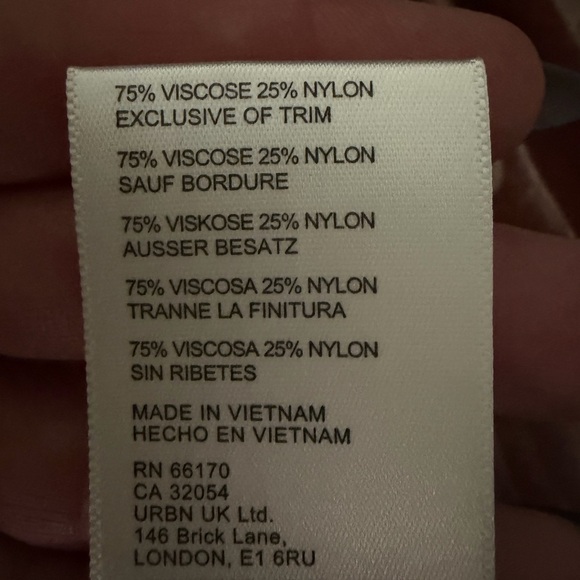 75% VISCOSE 25% NYLON
EXCLUSIVE OF TRIM
75% VISCOSE 25% NYLON
SAUF BORDURE
75% VISKOSE 25% NYLON
AUSSER BESATZ
75% VISCOSA 25% NYLON
TRANNE LA FINITURA
75% VISCOSA 25% NYLON
SIN RIBETES
MADE IN VIETNAM
HECHO EN VIETNAM
RN 66170
CA 32054
URBN UK Ltd.
146 Brick Lane,
LONDON, E1 6RU